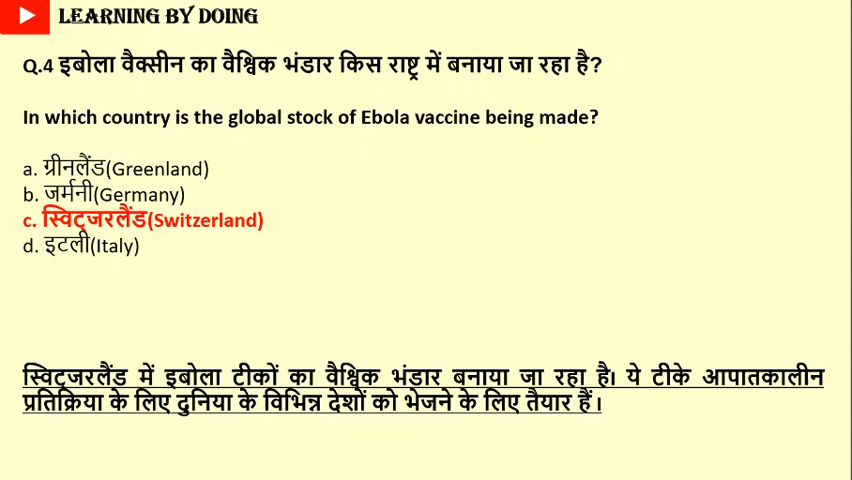 LEARNING BY DOING
Q.4 इबोला वैक्सीन का वैश्विक भंडार किस राष्ट्र में बनाया जा रहा है?
In which country is the global stock of Ebola vaccine being made?
a. ग्रीनलैंड(Greenland)
b. जर्मनी(Germany)
c. स्विट्जरलैंड(Switzerland)
d. इटली(Italy)
स्विट्जरलैंड में इबोला टीकों का वैश्विक भंडार बनाया जा रहा है। ये टीके आपातकालीन
प्रतिक्रिया के लिए दुनिया के विभिन्न देशों को भेजने के लिए तैयार हैं।